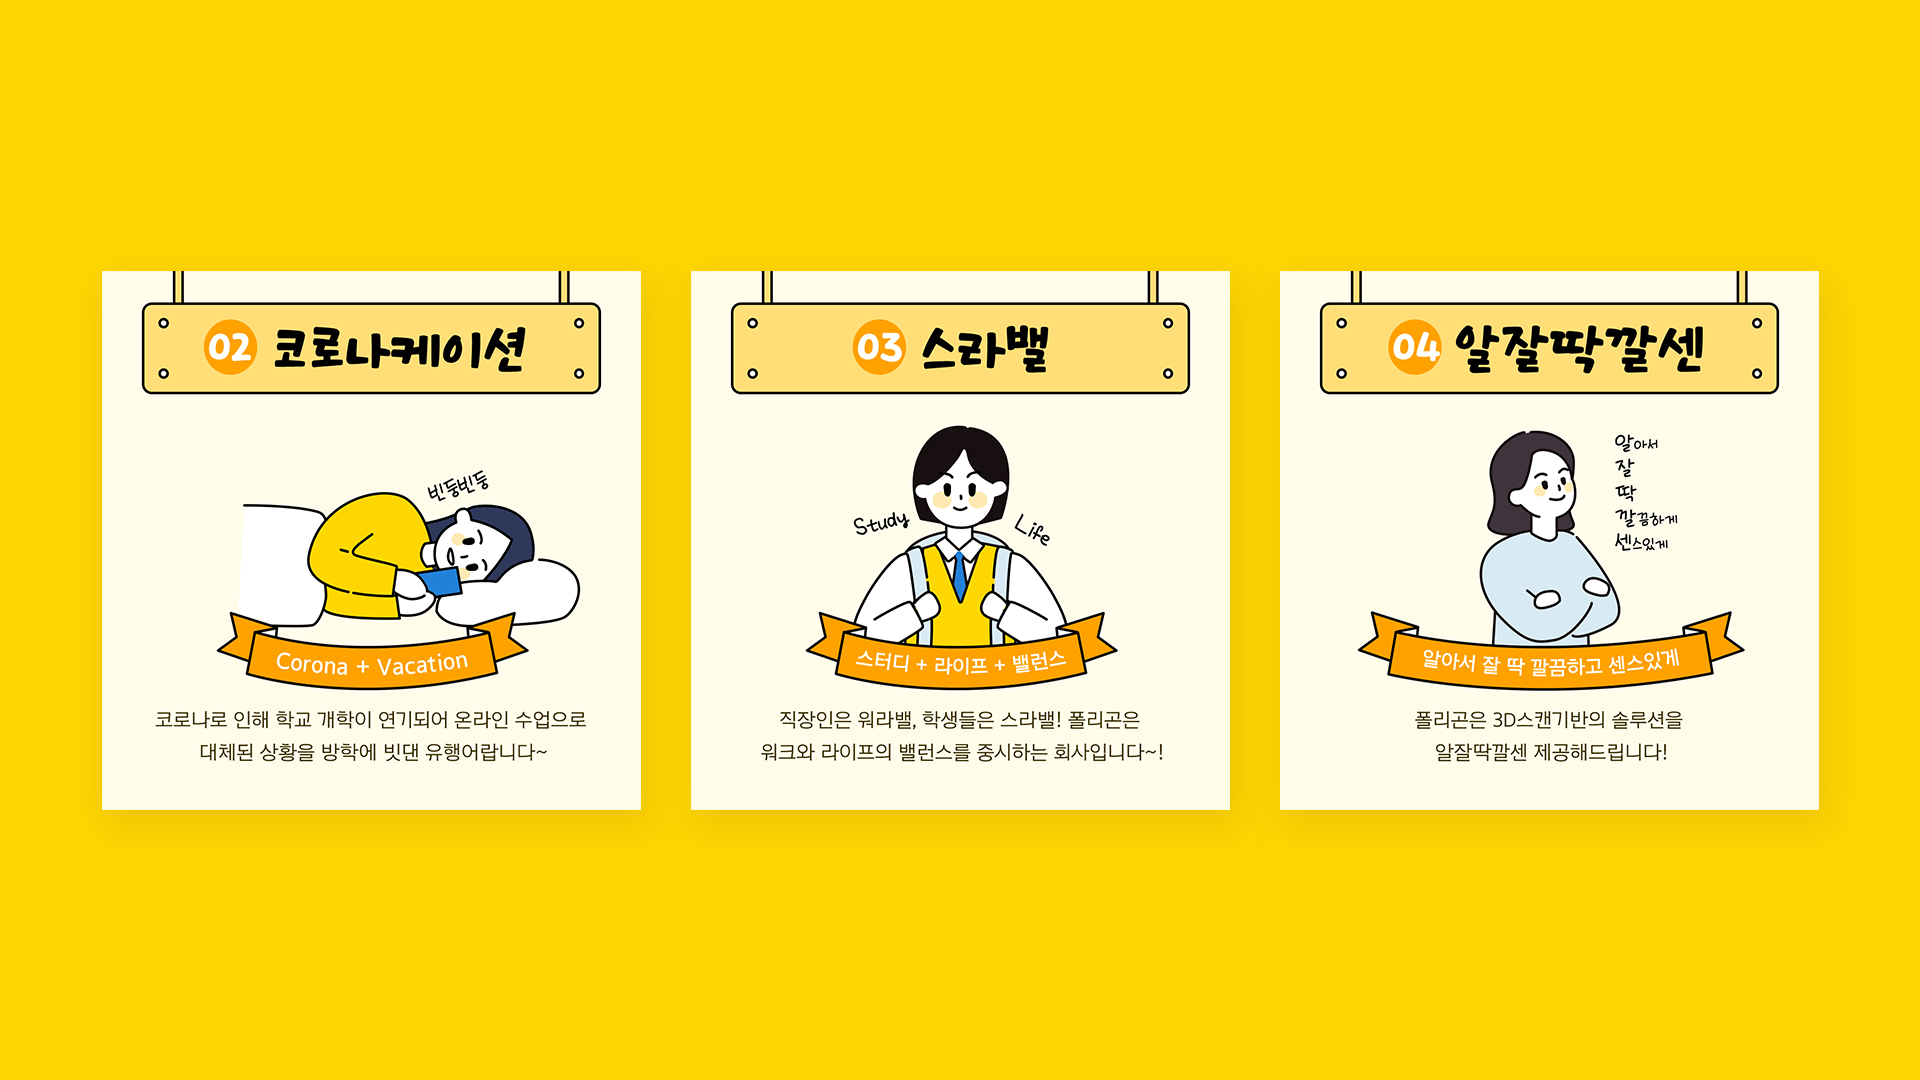 02 코로나케이션
빈둥빈둥
Corona + Vacation
코로나로 인해 학교 개학이 연기되어 온라인 수업으로
대체된 상황을 방학에 빗댄 유행어랍니다~
03 스라밸
Study
Life
스터디 + 라이프 + 밸런스
직장인은 워라밸, 학생들은 스라밸! 폴리곤은
워크와 라이프의 밸런스를 중시하는 회사입니다~!
04 알잘딱깔센
알아서
잘
딱
깔끔하게
센스있게
알아서 잘 딱 깔끔하고 센스있게
폴리곤은 3D스캔기반의 솔루션을
알잘딱깔센 제공해드립니다!